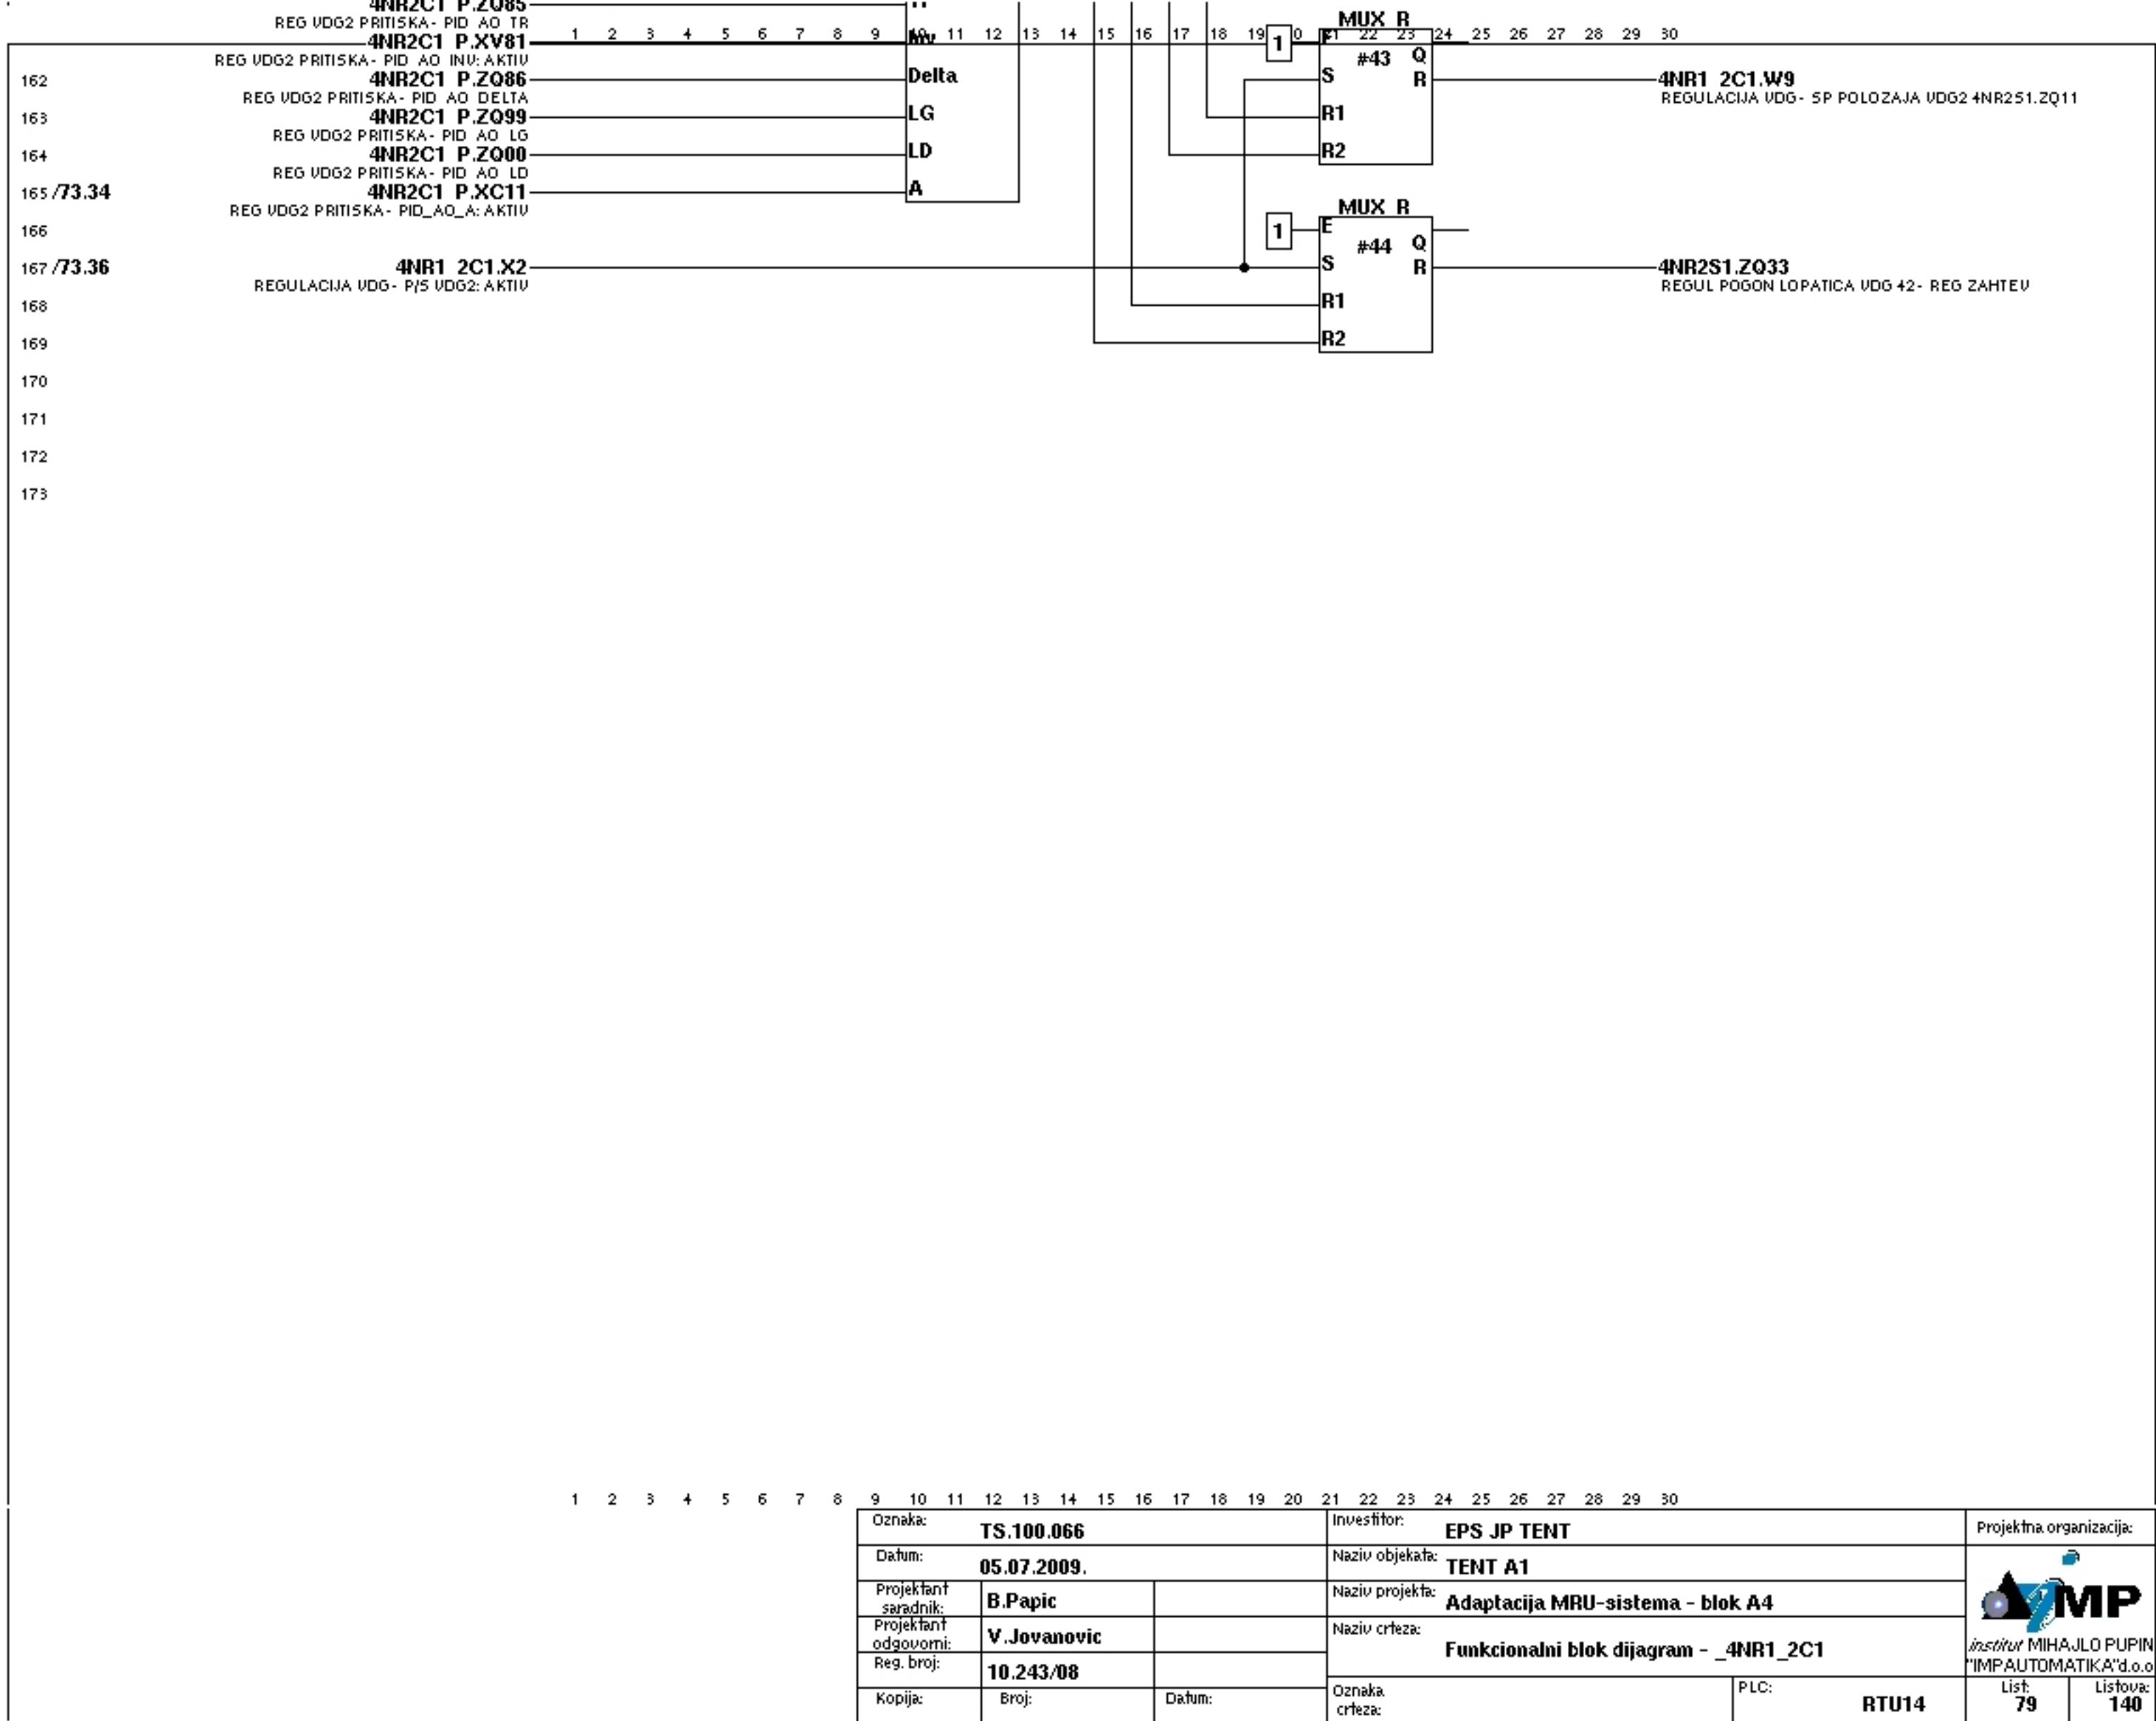 4NR2C1 P.ZQ85
REG VDG2 PRITISKA- PID AO TR
4NR2C1 P.XV81
REG VDG2 PRITISKA- PID AO INV: AKTIV
1 2 3 4 5 6 7 8 9 10 11 12 13 14 15 16 17 18 19 0 21 22 23 24 25 26 27 28 29 30
Inv
MUX R
1
E
#43
Q
162
4NR2C1 P.ZQ86
Delta
S
R
4NR1 2C1.W9
REG VDG2 PRITISKA- PID AO DELTA
REGULACIJA VDG- SP POLOZAJA VDG2 4NR2S1.ZQ11
163
4NR2C1 P.ZQ99
LG
R1
REG VDG2 PRITISKA- PID AO LG
164
4NR2C1 P.ZQ00
LD
R2
REG VDG2 PRITISKA- PID AO LD
165 /73.34
4NR2C1 P.XC11
A
REG VDG2 PRITISKA- PID_AO_A: AKTIV
MUX R
166
1
E
#44
Q
167 /73.36
4NR1 2C1.X2
S
R
4NR2S1.ZQ33
REGULACIJA VDG- P/S VDG2: AKTIV
REGUL POGON LOPATICA VDG 42- REG ZAHTEV
168
R1
169
R2
170
171
172
173
1 2 3 4 5 6 7 8 9 10 11 12 13 14 15 16 17 18 19 20 21 22 23 24 25 26 27 28 29 30
Oznaka: TS.100.066
Investitor: EPS JP TENT
Projektna organizacija:
Datum: 05.07.2009.
Naziv objekata: TENT A1
Projektant saradnik: B.Papic
Naziv projekta: Adaptacija MRU-sistema - blok A4
IMP
Projektant odgovorni: V.Jovanovic
Naziv crteza: Funkcionalni blok dijagram - _4NR1_2C1
institut MIHAJLO PUPIN
"IMPAUTOMATIKA"d.o.o
Reg. broj: 10.243/08
Kopija:
Broj:
Datum:
Oznaka crteza:
PLC: RTU14
List: 79
Listova: 140